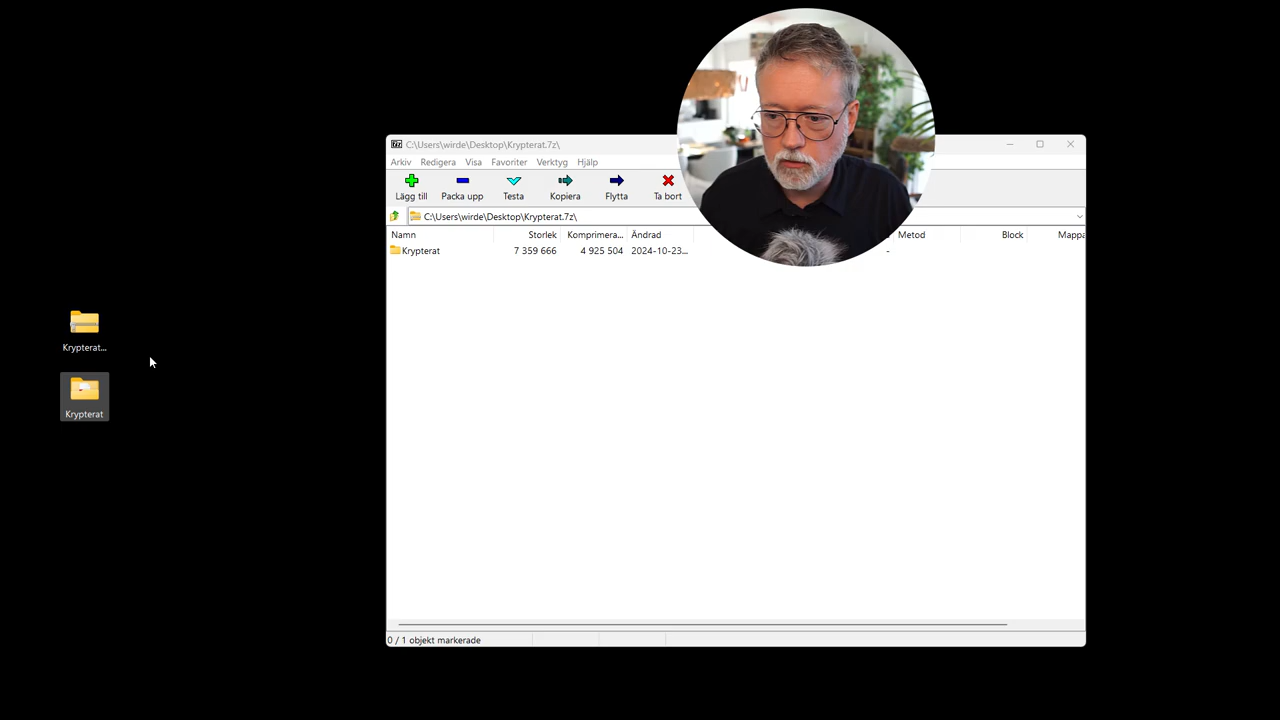 C:\Users\wirde\Desktop\Krypterat.7z\
Arkiv Redigera Visa Favoriter Verktyg Hjälp
Lägg till Packa upp Testa Kopiera Flytta Ta bort
C:\Users\wirde\Desktop\Krypterat.7z\
Namn Storlek Komprimera... Ändrad Metod Block Mappa
Krypterat 7 359 666 4 925 504 2024-10-23... -
Krypterat...
Krypterat
0 / 1 objekt markerade